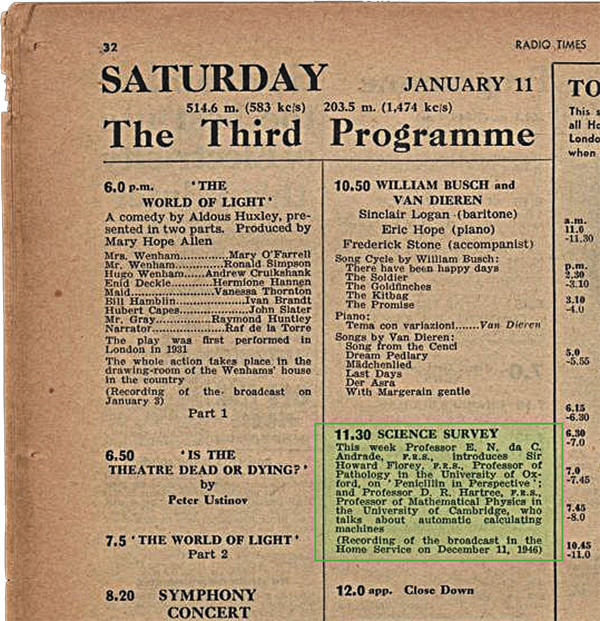 32
RADIO TIMES
SATURDAY
JANUARY 11
514.6 m. (583 kc/s) 203.5 m. (1,474 kc/s)
The Third Programme
6.0 p.m. 'THE
WORLD OF LIGHT'
A comedy by Aldous Huxley, pre-
sented in two parts. Produced by
Mary Hope Allen
Mrs. Wenham..............Mary O'Farrell
Mr. Wenham..............Ronald Simpson
Hugo Wenham......Andrew Cruikshank
Enid Deckle............Hermione Hannen
Maid.........................Vanessa Thornton
Bill Hamblin....................Ivan Brandt
Hubert Capes....................John Slater
Mr. Gray................Raymond Huntley
Narrator..................Raf de la Torre
The play was first performed in
London in 1931
The whole action takes place in the
drawing-room of the Wenhams' house
in the country
(Recording of the broadcast on
January 3)
Part 1
6.50 'IS THE
THEATRE DEAD OR DYING?'
by
Peter Ustinov
7.5 'THE WORLD OF LIGHT'
Part 2
8.20 SYMPHONY
CONCERT
10.50 WILLIAM BUSCH and
VAN DIEREN
Sinclair Logan (baritone)
Eric Hope (piano)
Frederick Stone (accompanist)
Song Cycle by William Busch:
There have been happy days
The Soldier
The Goldfinches
The Kitbag
The Promise
Piano:
Tema con variazioni.......Van Dieren
Songs by Van Dieren:
Song from the Cenci
Dream Pedlary
Mädchenlied
Last Days
Der Asra
With Margerain gentle
11.30 SCIENCE SURVEY
This week Professor E. N. da C.
Andrade, F.R.S., introduces Sir
Howard Florey, F.R.S., Professor of
Pathology in the University of Ox-
ford, on 'Penicillin in Perspective';
and Professor D. R. Hartree, F.R.S.,
Professor of Mathematical Physics in
the University of Cambridge, who
talks about automatic calculating
machines
(Recording of the broadcast in the
Home Service on December 11, 1946)
12.0 app. Close Down
TO
This s
all Ho
Londo
when
a.m.
11.0
-11.30
p.m.
2.30
-3.10
3.10
-4.0
5.0
-5.55
6.15
-6.30
6.30
-7.0
7.0
-7.45
7.45
-8.0
10.45
-11.0